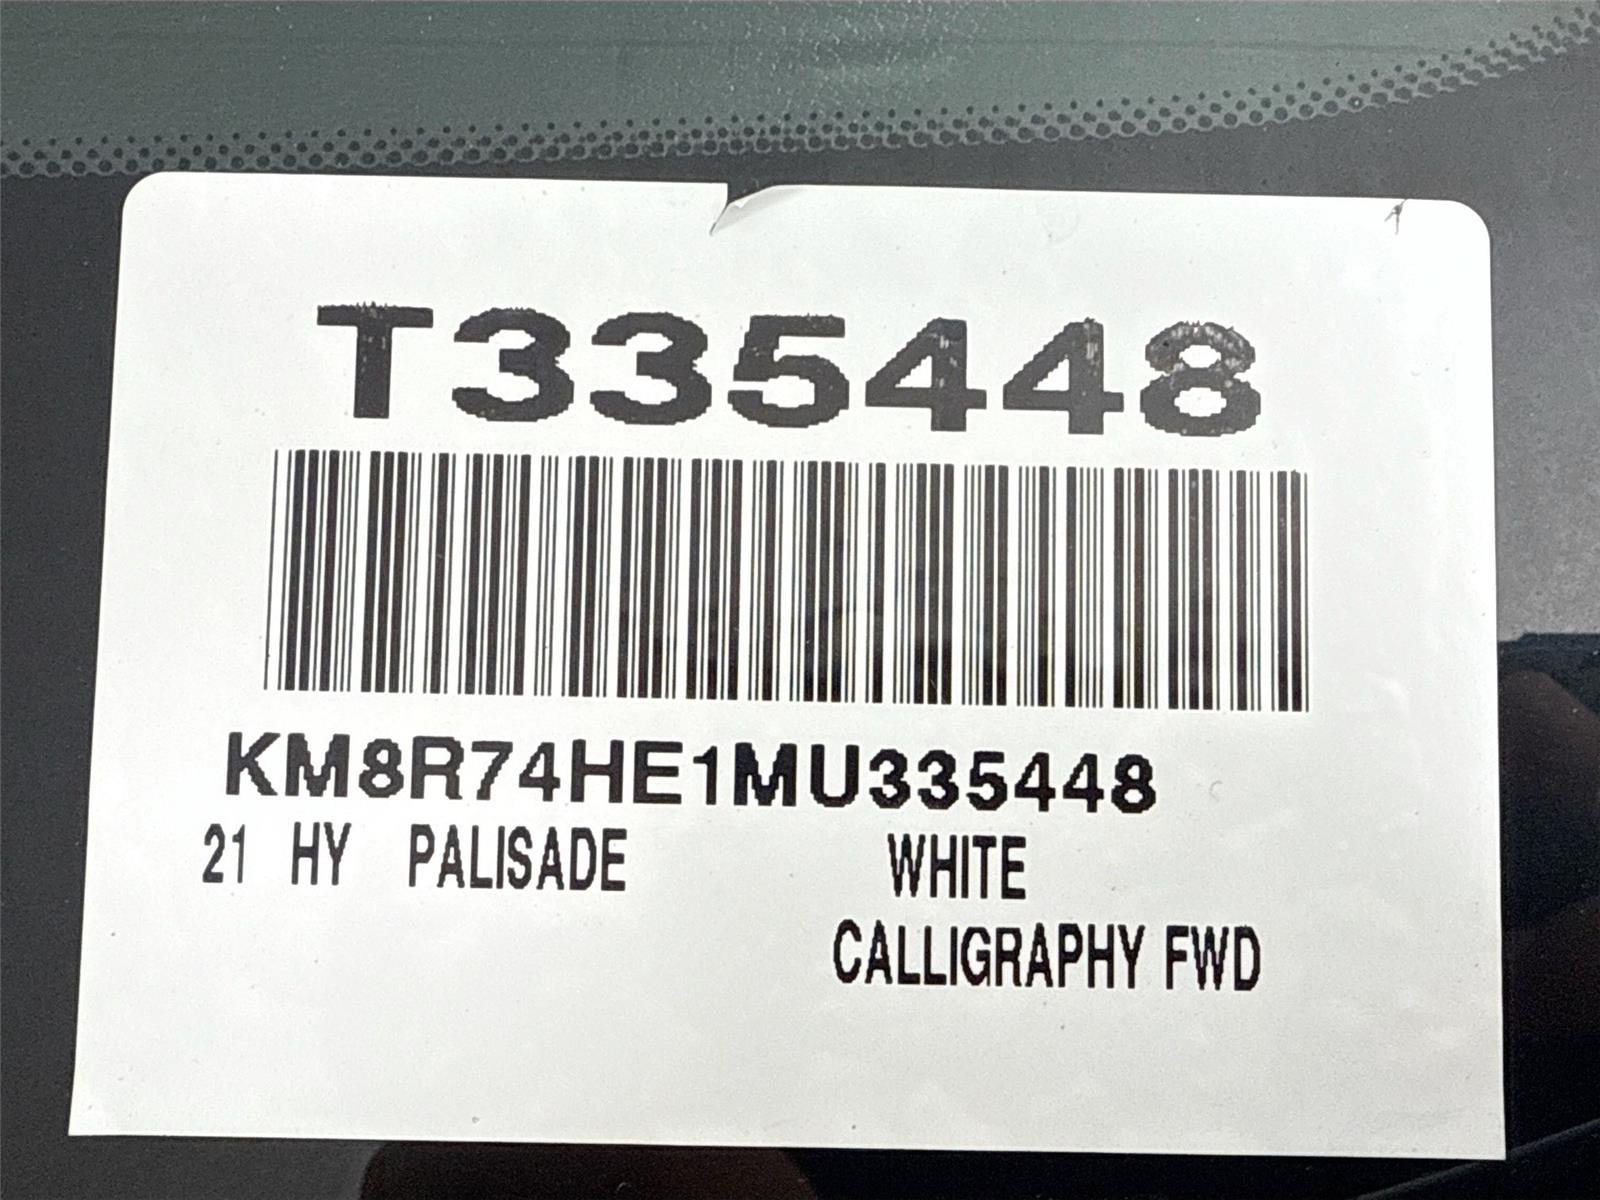 T335448
KM8R74HE1MU335448
21 HY PALISADE WHITE
CALLIGRAPHY FWD